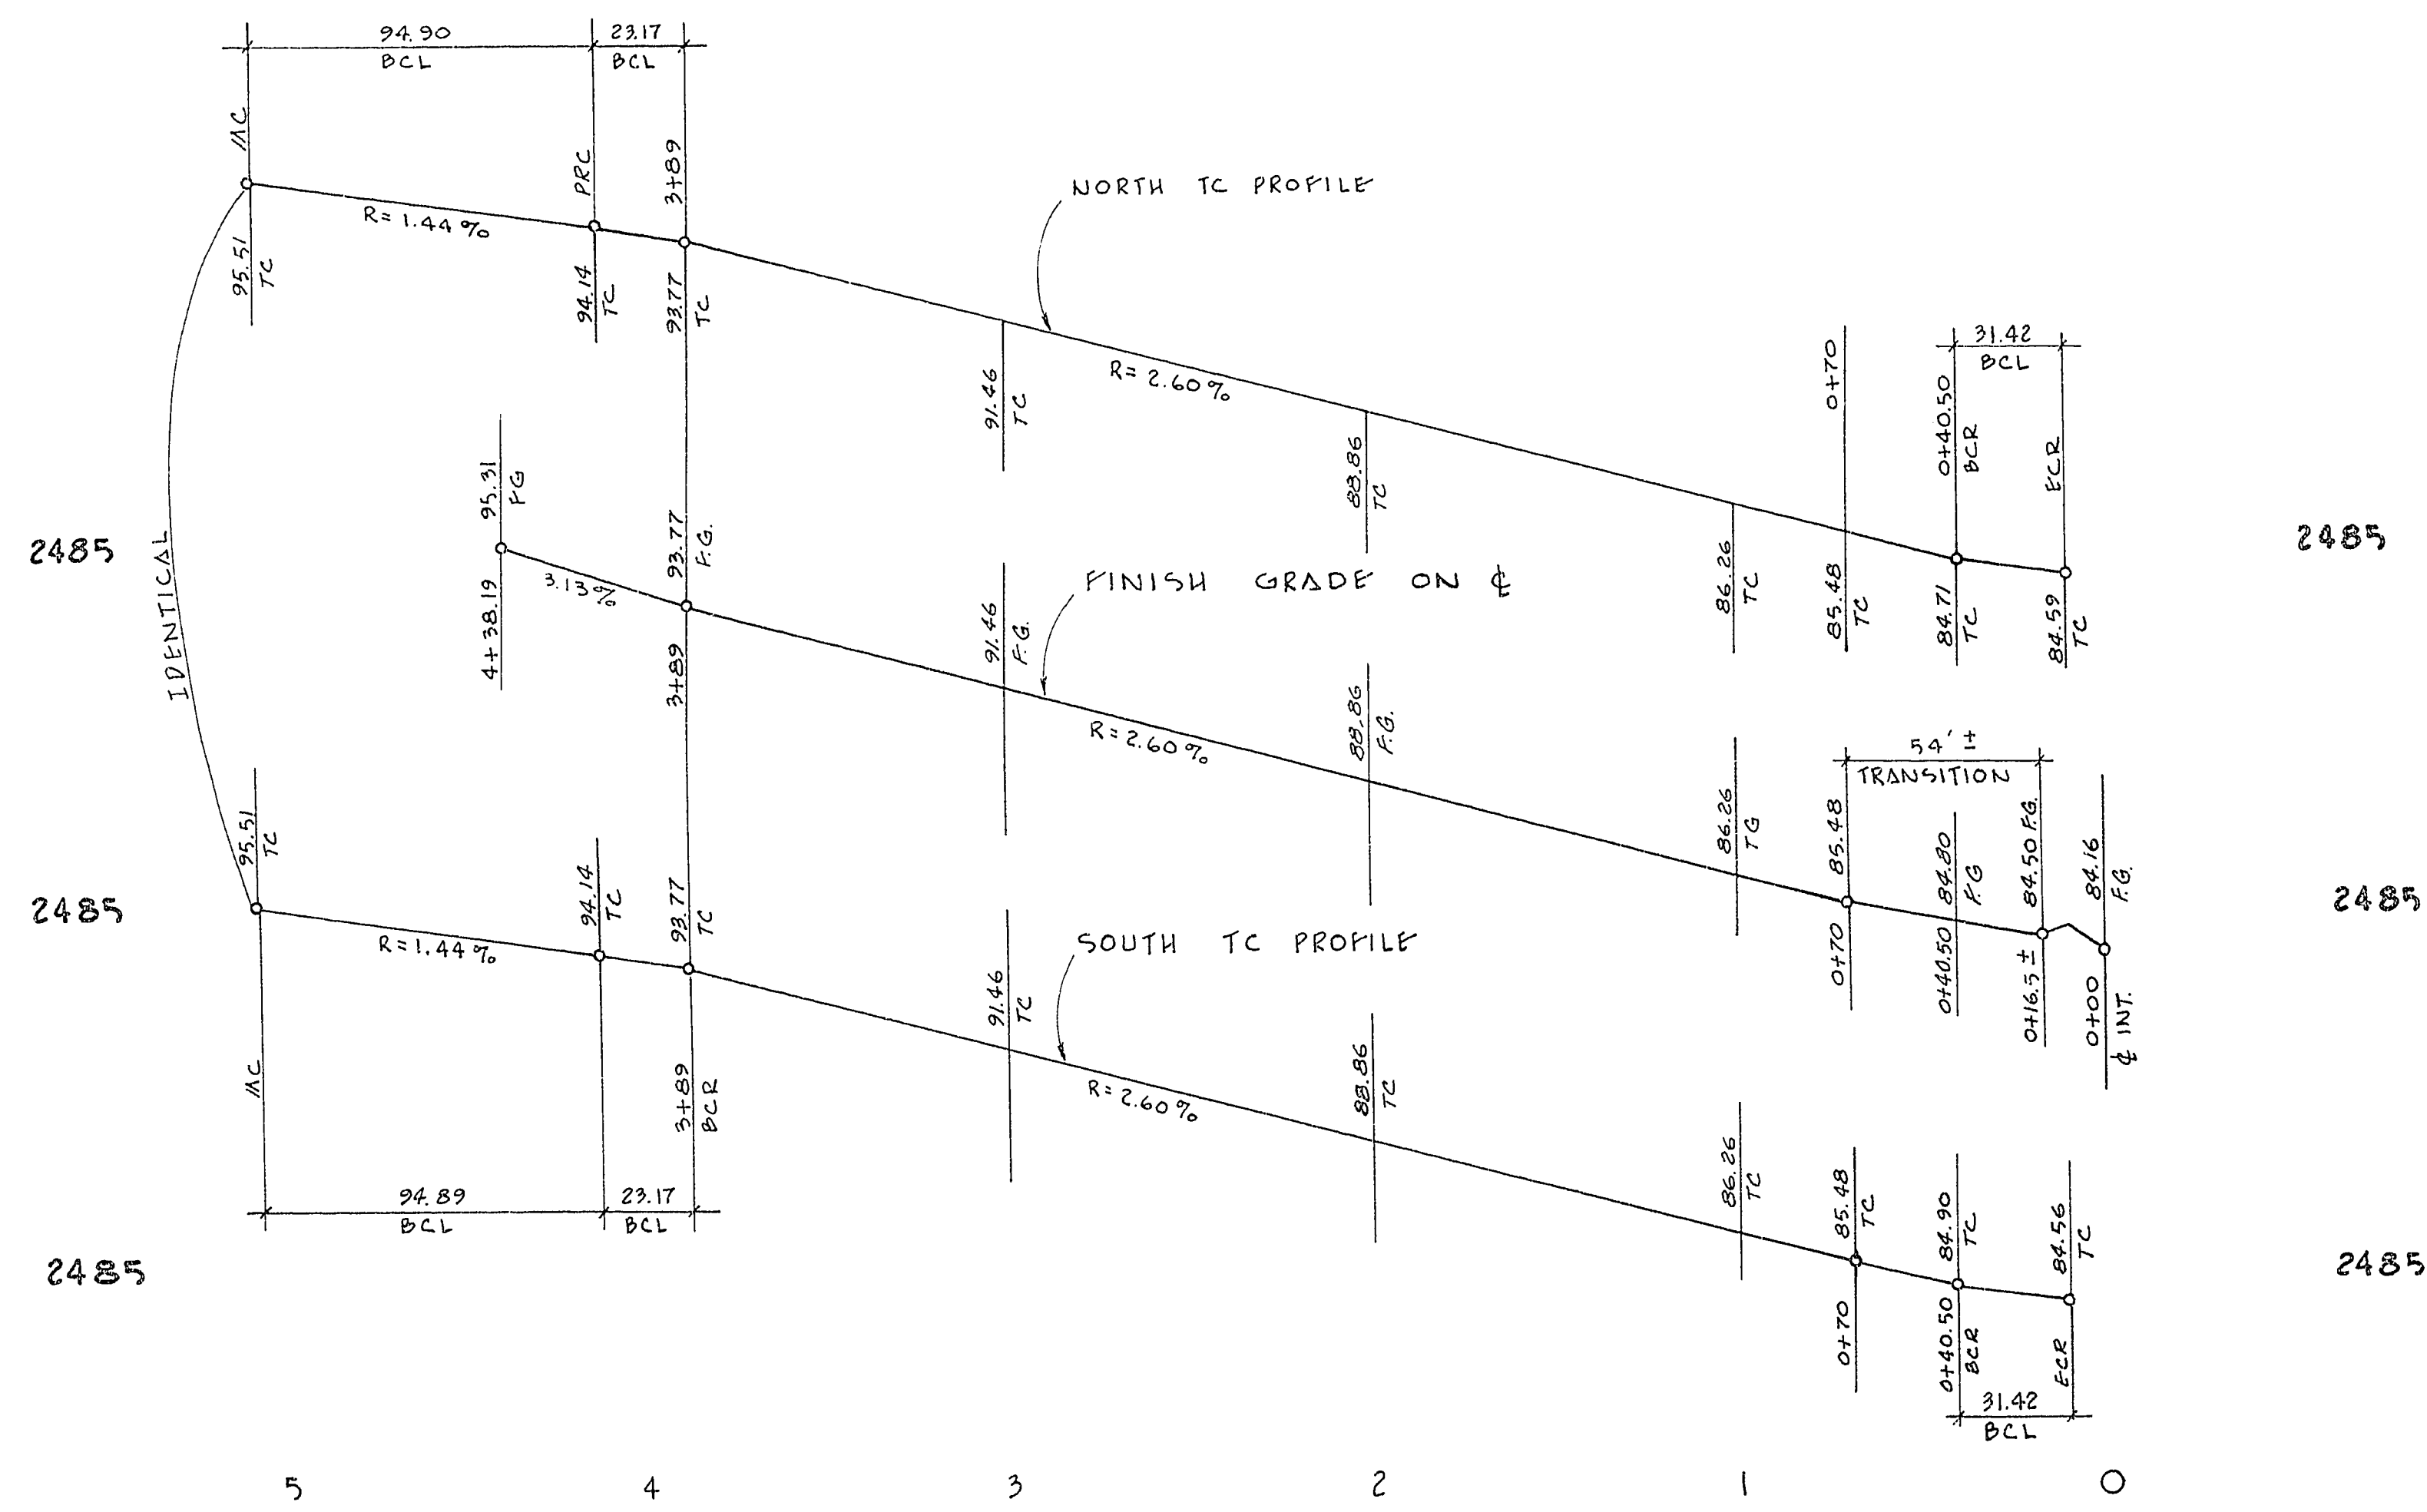 94.90
BCL
23.17
BCL
MC
PRC
3+89
NORTH TC PROFILE
R= 1.44 %
95.51
TC
94.14
TC
93.77
TC
91.46
TC
R= 2.60 %
88.86
TC
86.26
TC
0+70
85.48
TC
31.42
BCL
0+40.50
BCR
84.71
TC
ECR
84.59
TC
IDENTICAL
2485
2485
95.31
FG
4+38.19
3.13%
93.77
F.G.
3+89
FINISH GRADE ON ℄
91.46
F.G.
R= 2.60 %
88.86
F.G.
86.26
TG
54' ±
TRANSITION
85.48
0+70
84.80
F.G
0+40.50
84.50 F.G.
0+16.5 ±
84.16
F.G.
0+00
℄ INT.
2485
2485
95.51
TC
MC
R=1.44 %
94.14
TC
93.77
TC
3+89
BCR
SOUTH TC PROFILE
91.46
TC
R= 2.60 %
88.86
TC
86.26
TC
85.48
TC
0+70
84.90
TC
0+40.50
BCR
84.56
TC
ECR
31.42
BCL
94.89
BCL
23.17
BCL
2485
2485
5 4 3 2 1 0